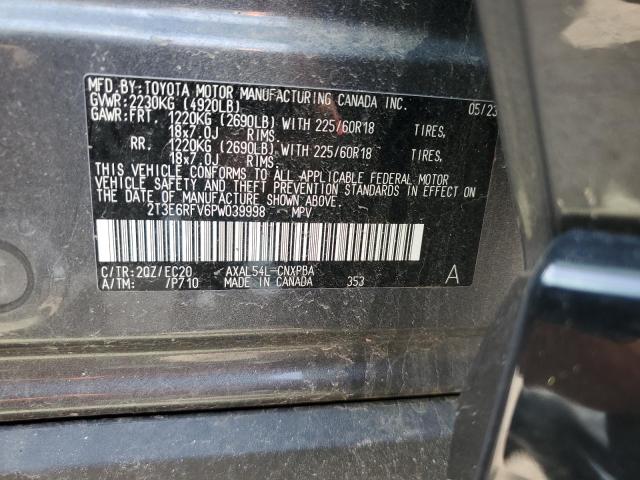 MFD.BY:TOYOTA MOTOR MANUFACTURING CANADA INC. 05/23
GVWR:2230KG (4920LB)
GAWR:FRT. 1220KG (2690LB) WITH 225/60R18 TIRES,
18x7.0J RIMS.
RR. 1220KG (2690LB) WITH 225/60R18 TIRES,
18x7.0J RIMS.
THIS VEHICLE CONFORMS TO ALL APPLICABLE FEDERAL MOTOR
VEHICLE SAFETY AND THEFT PREVENTION STANDARDS IN EFFECT ON
THE DATE OF MANUFACTURE SHOWN ABOVE.
2T3E6RFV6PW039998 MPV
C/TR:2QZ/EC20 AXAL54L-CNXPBA
A/TM: /P710 MADE IN CANADA 353 A